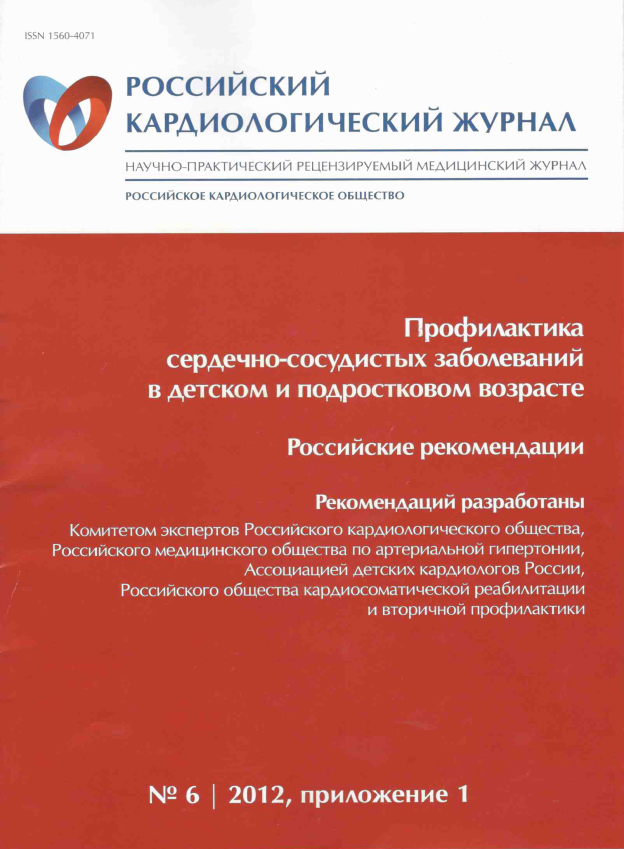 ISSN 1560-4071
РОССИЙСКИЙ
КАРДИОЛОГИЧЕСКИЙ ЖУРНАЛ
НАУЧНО-ПРАКТИЧЕСКИЙ РЕЦЕНЗИРУЕМЫЙ МЕДИЦИНСКИЙ ЖУРНАЛ
РОССИЙСКОЕ КАРДИОЛОГИЧЕСКОЕ ОБЩЕСТВО
Профилактика
сердечно-сосудистых заболеваний
в детском и подростковом возрасте
Российские рекомендации
Рекомендаций разработаны
Комитетом экспертов Российского кардиологического общества,
Российского медицинского общества по артериальной гипертонии,
Ассоциацией детских кардиологов России,
Российского общества кардиосоматической реабилитации
и вторичной профилактики
№ 6 | 2012, приложение 1